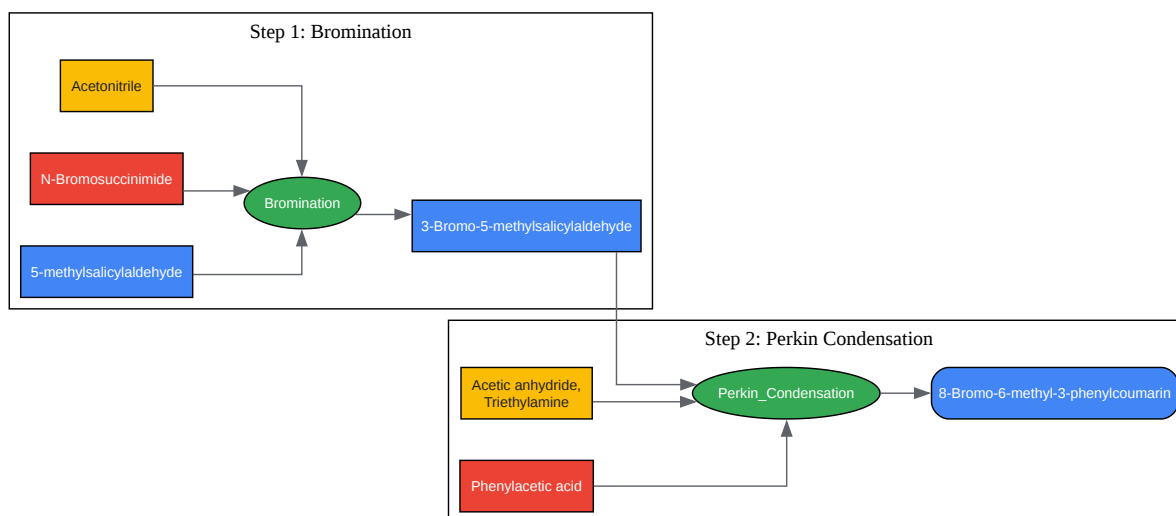 Step 1: Bromination
Acetonitrile
N-Bromosuccinimide
Bromination
3-Bromo-5-methylsalicylaldehyde
5-methylsalicylaldehyde
Step 2: Perkin Condensation
Acetic anhydride,
Triethylamine
Perkin_Condensation
8-Bromo-6-methyl-3-phenylcoumarin
Phenylacetic acid